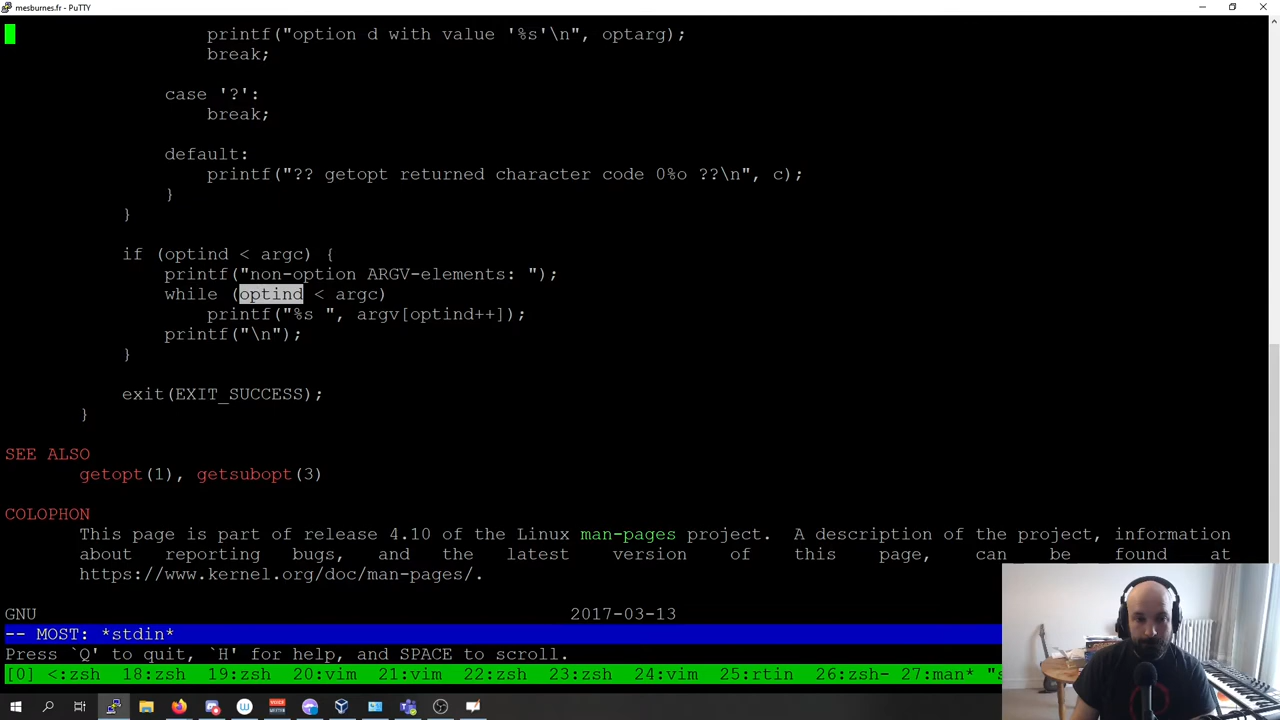 mesburnes.fr - PuTTY
printf("option d with value '%s'\n", optarg);
break;
case '?':
break;
default:
printf("?? getopt returned character code 0%o ??\n", c);
}
}
if (optind < argc) {
printf("non-option ARGV-elements: ");
while (optind < argc)
printf("%s ", argv[optind++]);
printf("\n");
}
exit(EXIT_SUCCESS);
}
SEE ALSO
getopt(1), getsubopt(3)
COLOPHON
This page is part of release 4.10 of the Linux man-pages project. A description of the project, information
about reporting bugs, and the latest version of this page, can be found at
https://www.kernel.org/doc/man-pages/.
GNU 2017-03-13
-- MOST: *stdin*
Press `Q' to quit, `H' for help, and SPACE to scroll.
[0] <:zsh 18:zsh 19:zsh 20:vim 21:vim 22:zsh 23:zsh 24:vim 25:rtin 26:zsh- 27:man* "s